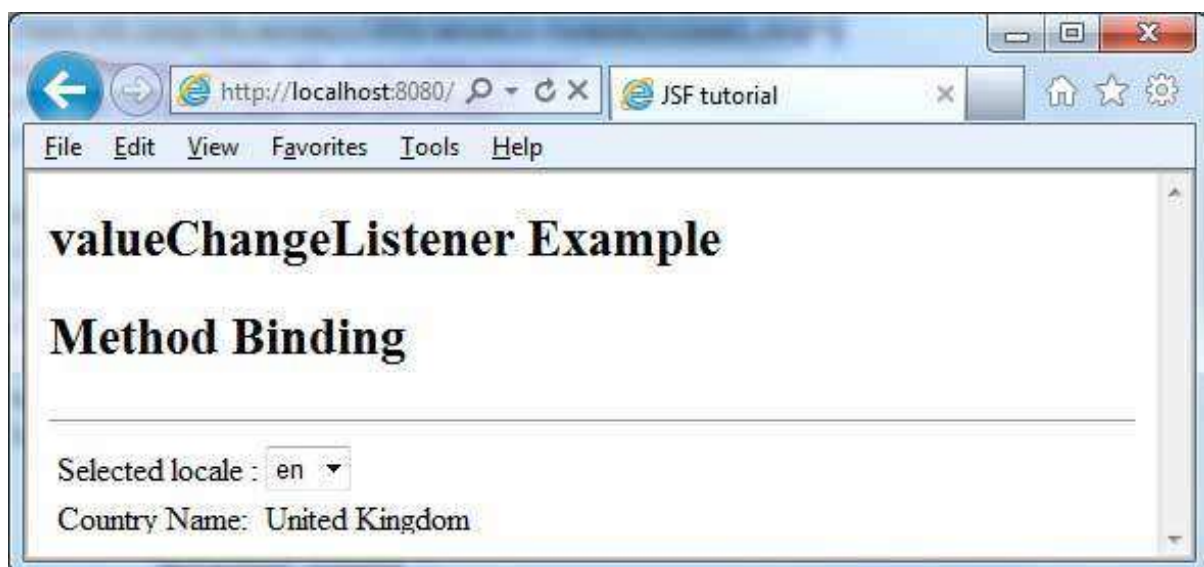 http://localhost:8080/
JSF tutorial
File Edit View Favorites Tools Help
valueChangeListener Example
Method Binding
Selected locale : en
Country Name: United Kingdom